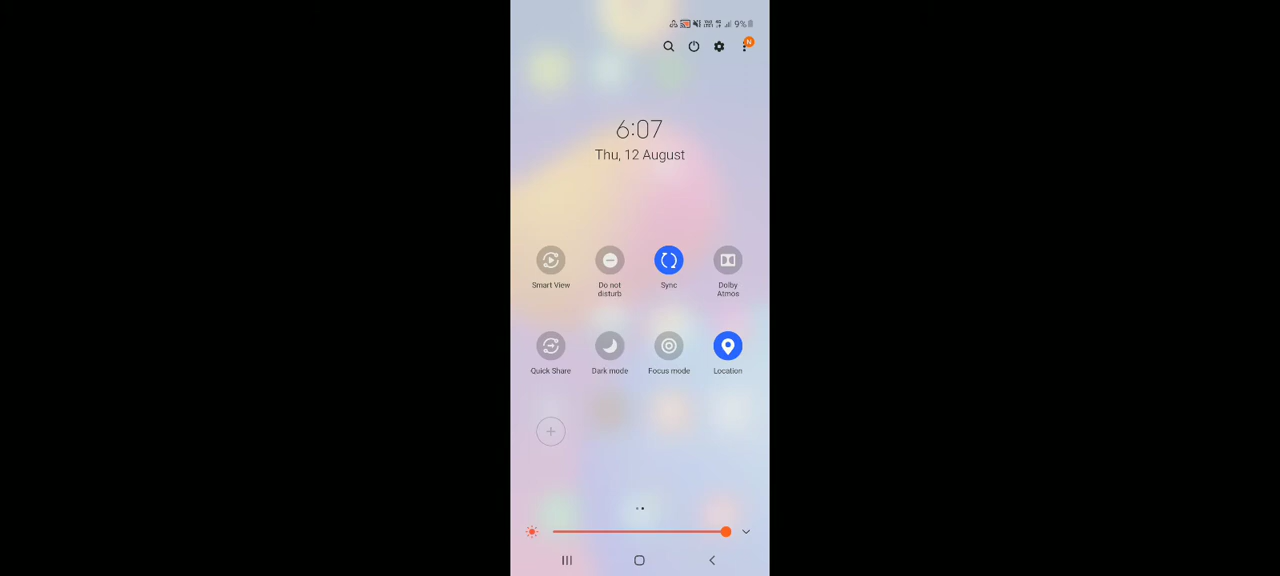 9%
N
6:07
Thu, 12 August
Smart View
Do not
disturb
Sync
Dolby
Atmos
Quick Share
Dark mode
Focus mode
Location